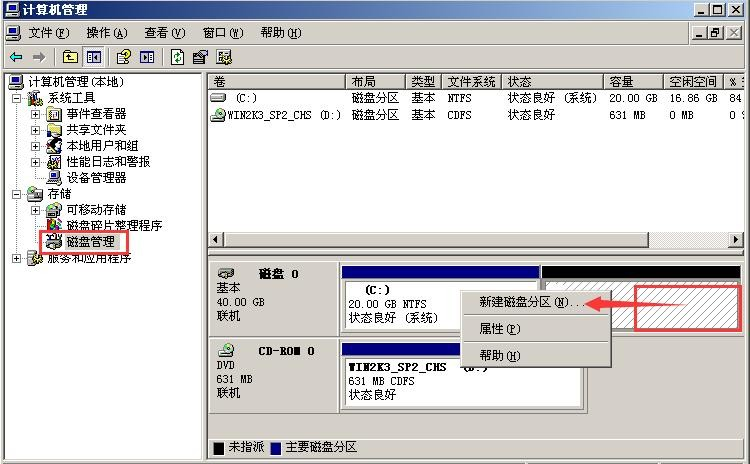 计算机管理
文件(F) 操作(A) 查看(V) 窗口(W) 帮助(H)
计算机管理(本地)
系统工具
事件查看器
共享文件夹
本地用户和组
性能日志和警报
设备管理器
存储
可移动存储
磁盘碎片整理程序
磁盘管理
服务和应用程序
卷 布局 类型 文件系统 状态 容量 空闲空间 %
(C:) 磁盘分区 基本 NTFS 状态良好 (系统) 20.00 GB 16.86 GB 84
WIN2K3_SP2_CHS (D:) 磁盘分区 基本 CDFS 状态良好 631 MB 0 MB 0
磁盘 0
基本
40.00 GB
联机
(C:)
20.00 GB NTFS
状态良好 (系统)
新建磁盘分区(N)...
属性(P)
帮助(H)
CD-ROM 0
DVD
631 MB
联机
WIN2K3_SP2_CHS (D:)
631 MB CDFS
状态良好
未指派 主要磁盘分区